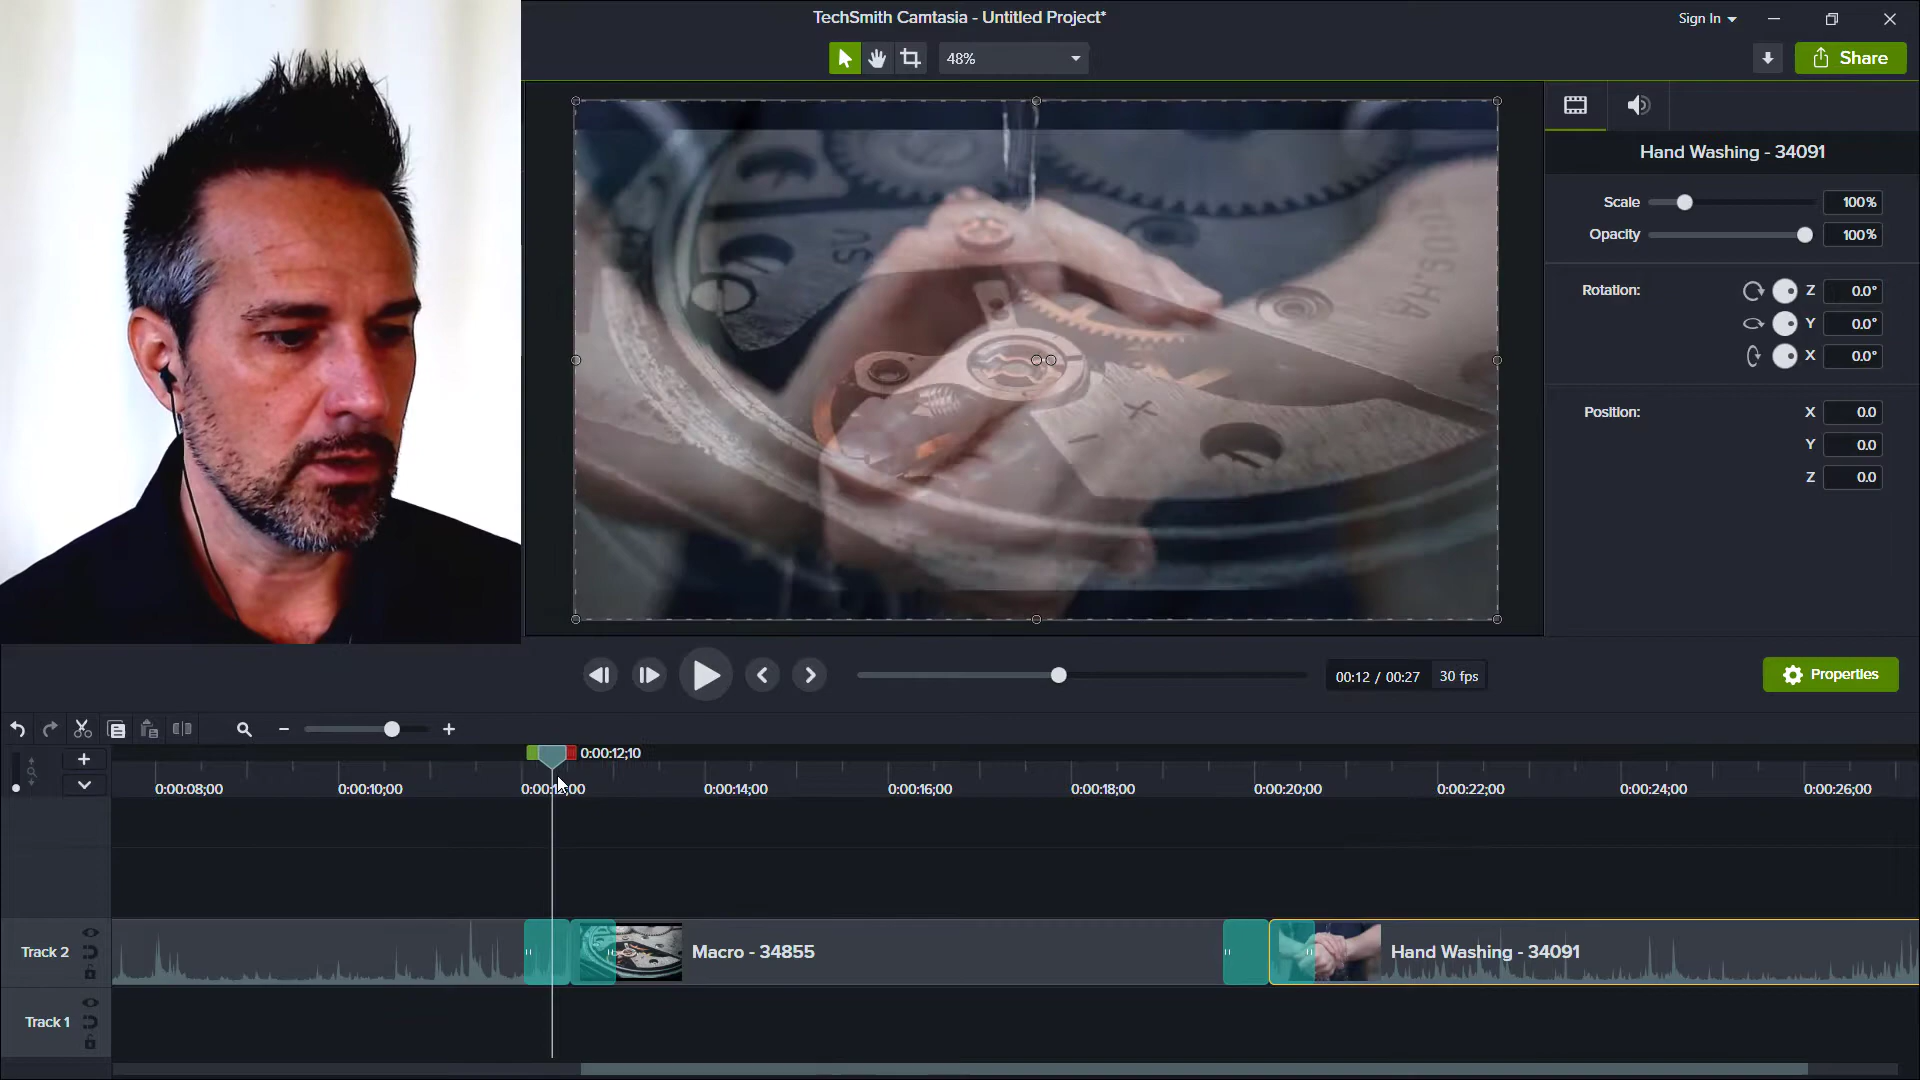 TechSmith Camtasia - Untitled Project*
Sign In
48%
Share
Hand Washing - 34091
Scale
100%
Opacity
100%
Rotation:
Z
0.0°
Y
0.0°
X
0.0°
Position:
X
0.0
Y
0.0
Z
0.0
00:12 / 00:27
30 fps
Properties
0:00:12;10
0:00:08;00
0:00:10;00
0:00:12;00
0:00:14;00
0:00:16;00
0:00:18;00
0:00:20;00
0:00:22;00
0:00:24;00
0:00:26;00
Track 2
Macro - 34855
Hand Washing - 34091
Track 1